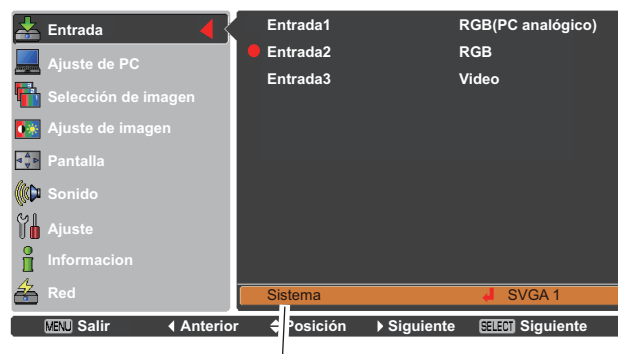 Entrada
Ajuste de PC
Selección de imagen
Ajuste de imagen
Pantalla
Sonido
Ajuste
Informacion
Red
Entrada1 RGB(PC analógico)
Entrada2 RGB
Entrada3 Video
Sistema SVGA 1
MENU Salir Anterior Posición Siguiente SELECT Siguiente